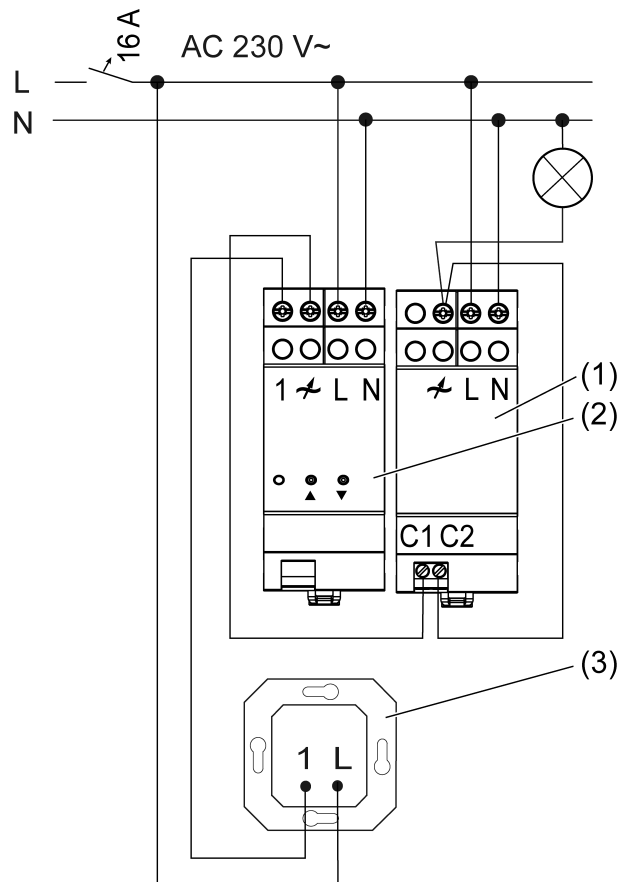 16 A
AC 230 V~
L
N
1 L N
L N
(1)
(2)
▲ ▼
C1 C2
(3)
1 L